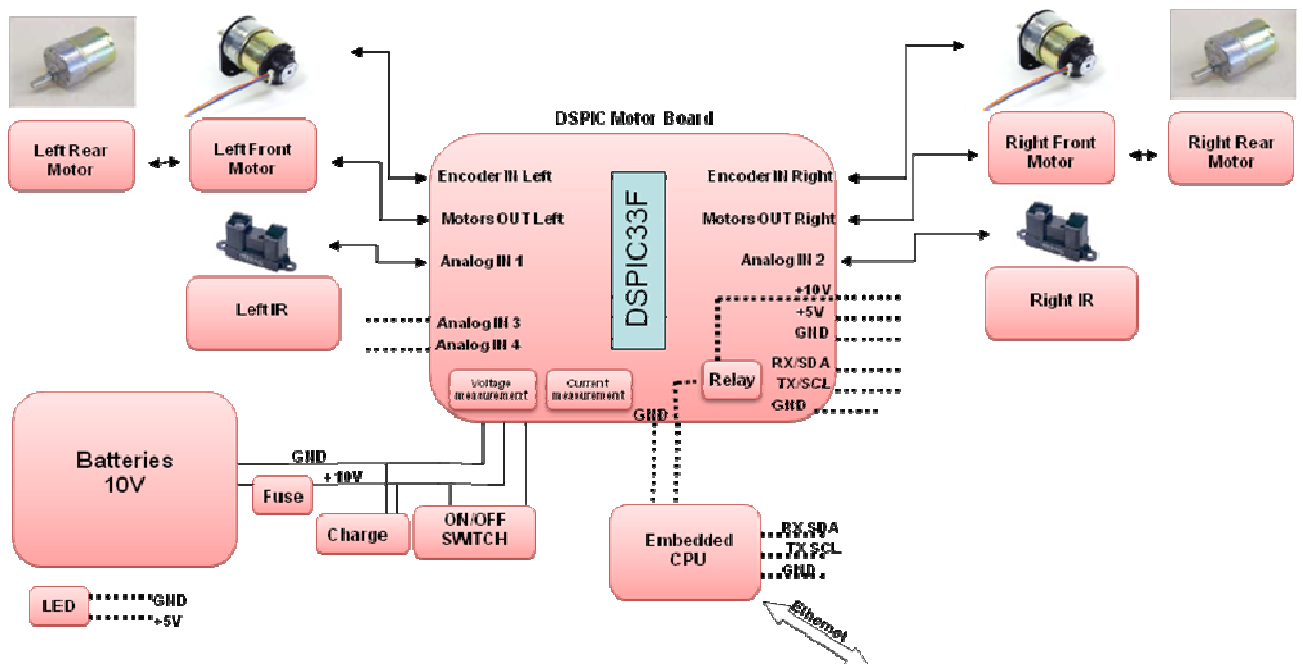 DSPIC Motor Board
Left Rear
Motor
Left Front
Motor
Right Front
Motor
Right Rear
Motor
Encoder IN Left
Encoder IN Right
Motors OUT Left
Motors OUT Right
Analog IN 1
Analog IN 2
DSPIC33F
Left IR
Right IR
+10V
+5V
GND
Analog IN 3
Analog IN 4
RX/SDA
TX/SCL
GND
Voltage
measurement
Current
measurement
Relay
GND
Batteries
10V
GND
+10V
Fuse
Charge
ON/OFF
SWITCH
Embedded
CPU
RX SDA
TX SCL
GND
LED
GND
+5V
Ethernet